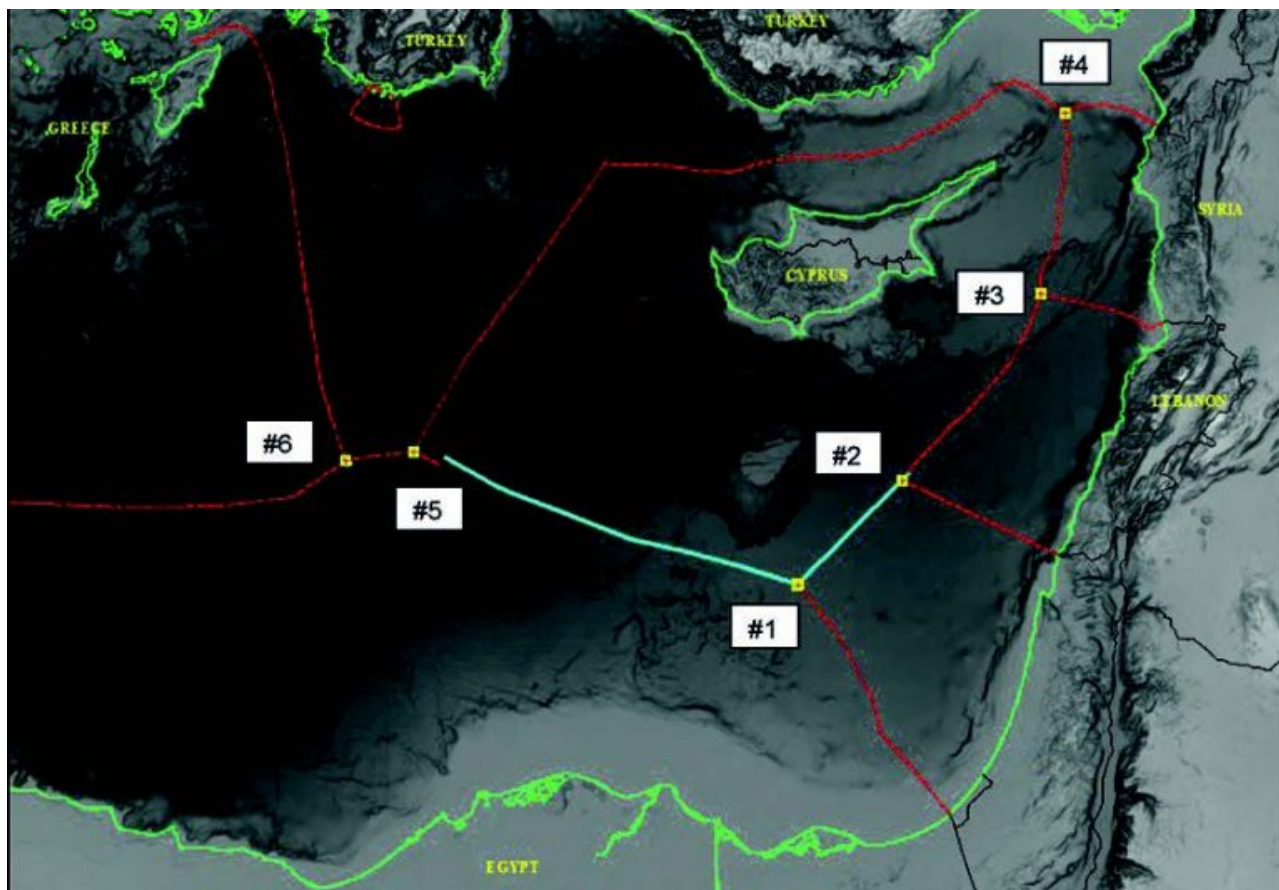 TURKEY
TURKEY
#4
GREECE
SYRIA
CYPRUS
#3
LEBANON
#6
#2
#5
#1
EGYPT